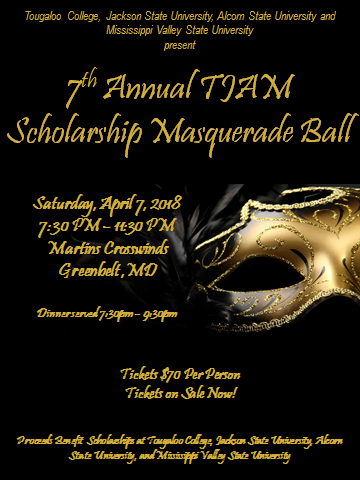 Tougaloo College, Jackson State University, Alcorn State University and
Mississippi Valley State University
present
7th Annual TJAM
Scholarship Masquerade Ball
Saturday, April 7, 2018
7:30 PM - 11:30 PM
Martins Crosswinds
Greenbelt, MD
Dinner served 7:30pm - 9:30pm
Tickets $70 Per Person
Tickets on Sale Now!
Proceeds Benefit Scholarships at Tougaloo College, Jackson State University, Alcorn
State University, and Mississippi Valley State University